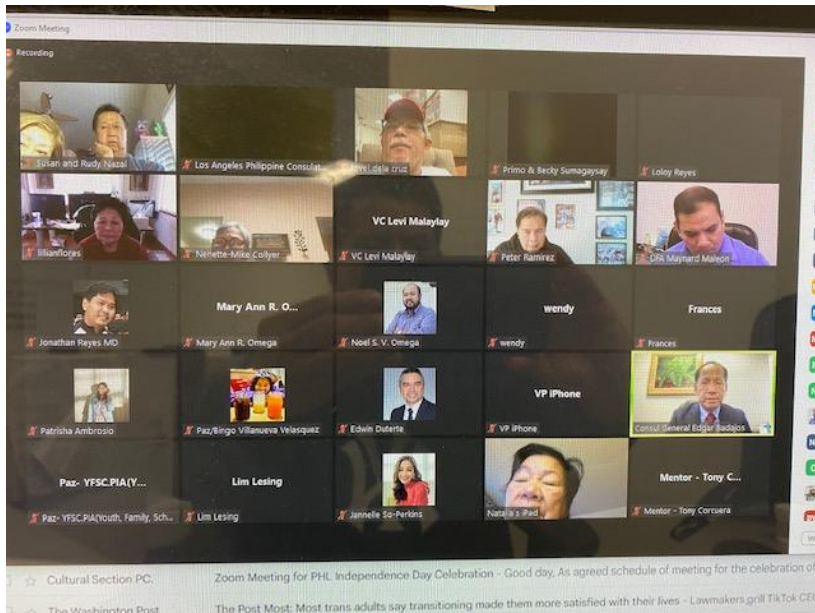 Zoom Meeting
Recording
Susan and Rudy Nazal
Los Angeles Philippine Consulat
vel dela cruz
Primo & Becky Sumagaysay
Loloy Reyes
lillianflores
Nenette-Mike Collyer
VC Levi Malaylay
VC Levi Malaylay
Peter Ramirez
DFA Maynard Maleon
Jonathan Reyes MD
Mary Ann R. O...
Mary Ann R. Omega
Noel S. V. Omega
wendy
wendy
Frances
Frances
Patrisha Ambrosio
Paz/Bingo Villanueva Velasquez
Edwin Duterte
VP iPhone
VP iPhone
Consul General Edgar Badajos
Paz- YFSC.PIA(Y...
Paz- YFSC.PIA(Youth, Family, Sch...
Lim Lesing
Lim Lesing
Jannelle So-Perkins
Natalia's iPad
Mentor - Tony C...
Mentor - Tony Corcuera
Cultural Section PC. Zoom Meeting for PHL Independence Day Celebration - Good day, As agreed schedule of meeting for the celebration of
The Washington Post The Post Most: Most trans adults say transitioning made them more satisfied with their lives - Lawmakers grill TikTok CEO